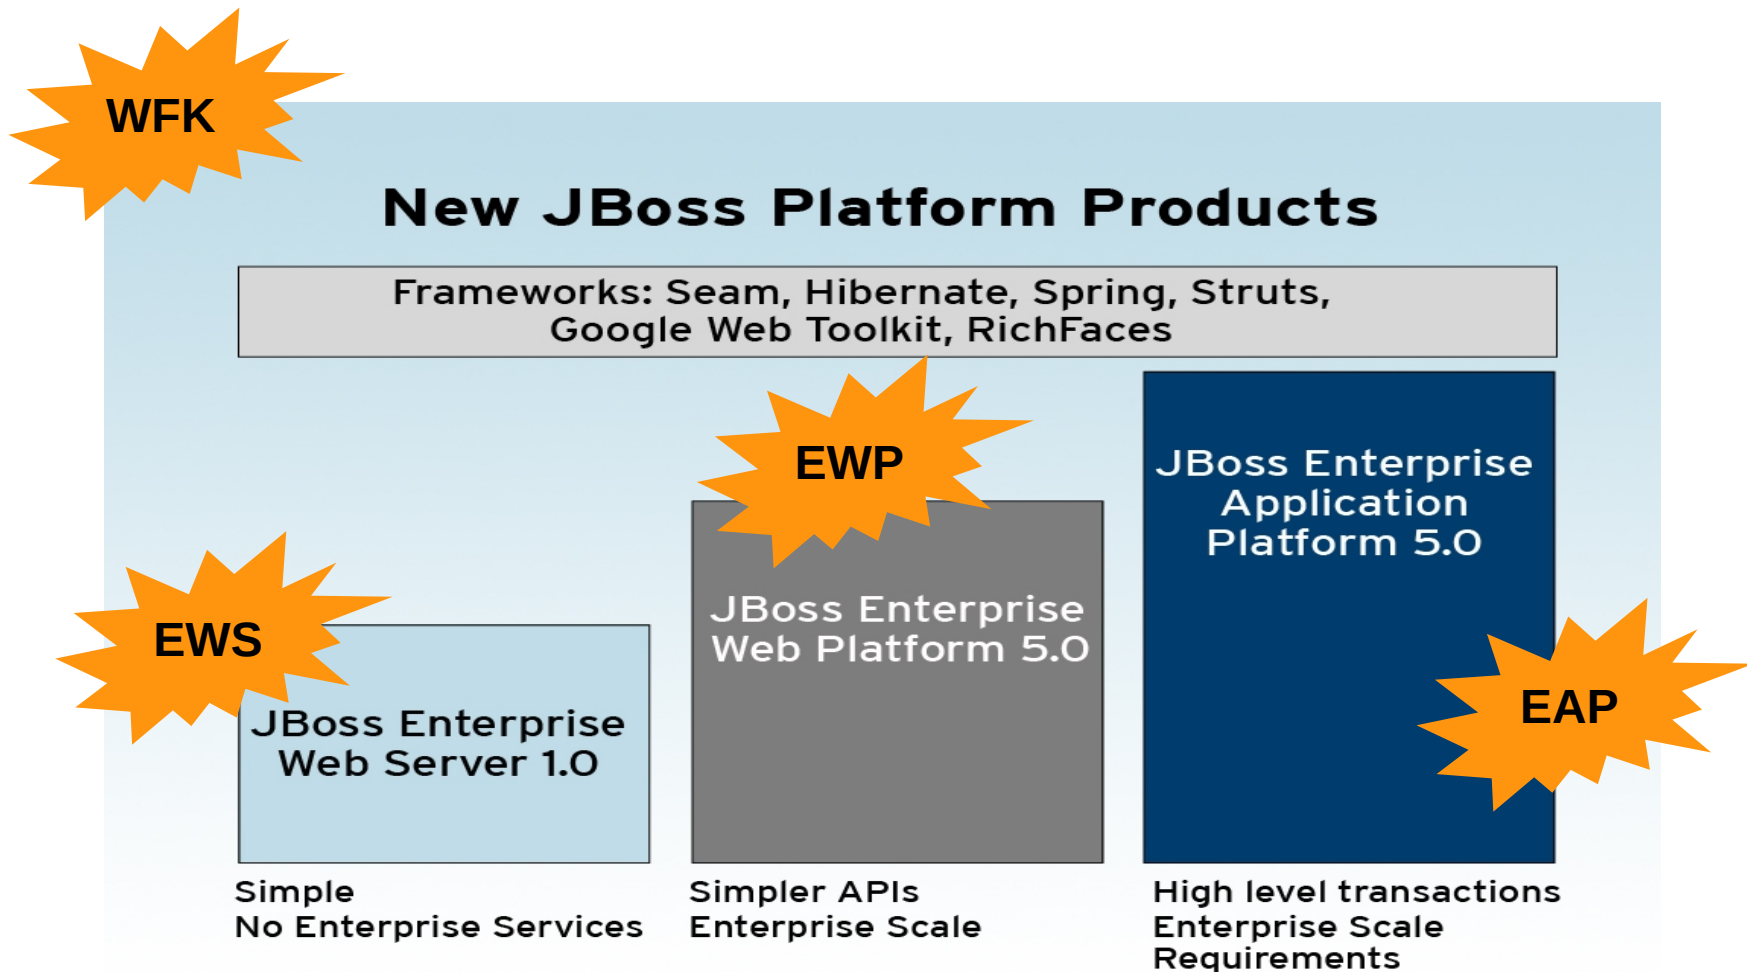 WFK
New JBoss Platform Products
Frameworks: Seam, Hibernate, Spring, Struts,
Google Web Toolkit, RichFaces
EWS
JBoss Enterprise
Web Server 1.0
Simple
No Enterprise Services
EWP
JBoss Enterprise
Web Platform 5.0
Simpler APIs
Enterprise Scale
JBoss Enterprise
Application
Platform 5.0
EAP
High level transactions
Enterprise Scale
Requirements